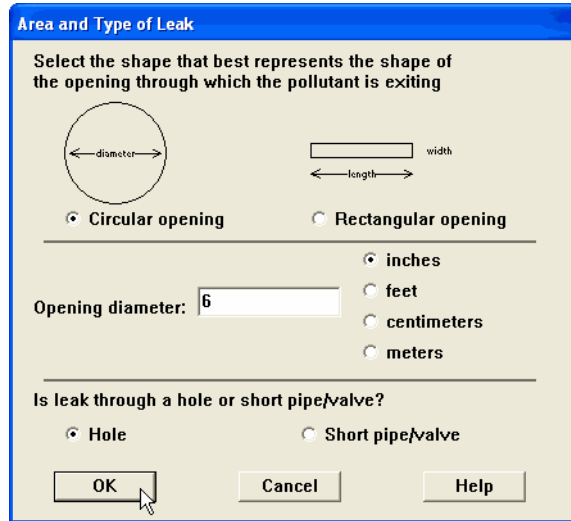 Area and Type of Leak
Select the shape that best represents the shape of
the opening through which the pollutant is exiting
diameter
width
length
Circular opening
Rectangular opening
inches
feet
Opening diameter: 6
centimeters
meters
Is leak through a hole or short pipe/valve?
Hole
Short pipe/valve
OK
Cancel
Help